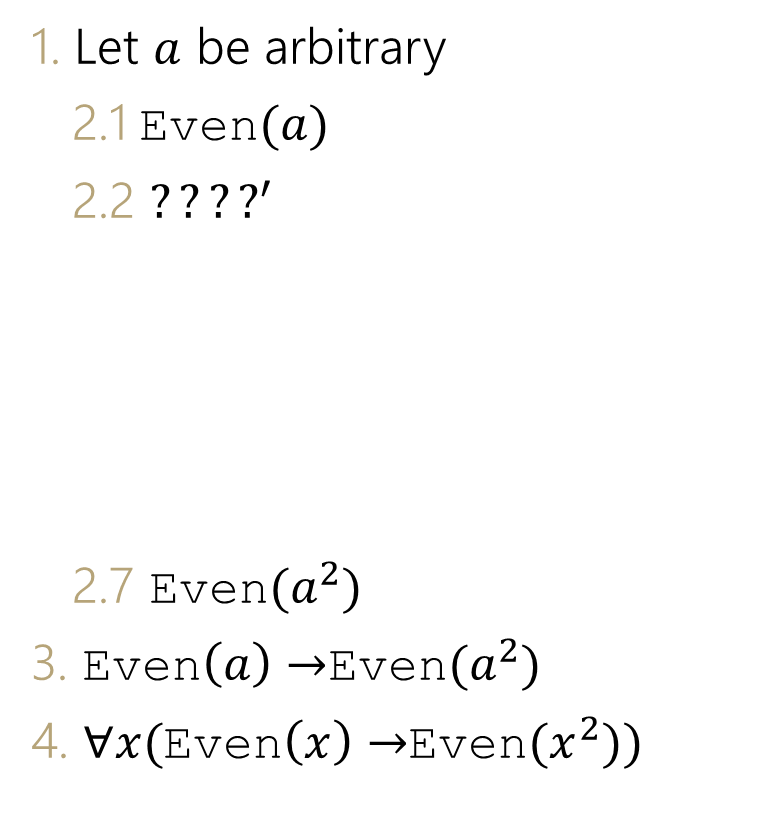 1. Let 𝑎 be arbitrary
2.1 Even(𝑎)
2.2 ????′
2.7 Even(𝑎²)
3. Even(𝑎) →Even(𝑎²)
4. ∀𝑥(Even(𝑥) →Even(𝑥²))